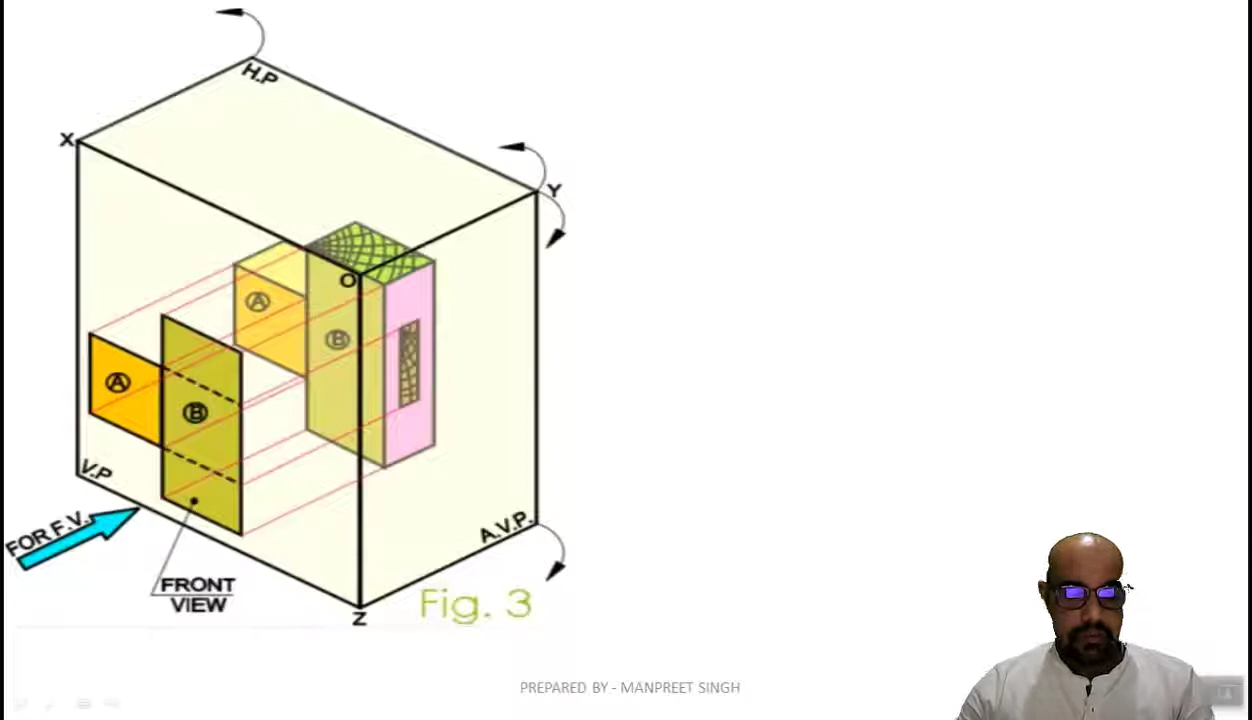 H.P
X
Y
O
A
B
A
B
V.P
FOR F.V.
A.V.P.
FRONT
VIEW
Z
Fig. 3
PREPARED BY - MANPREET SINGH